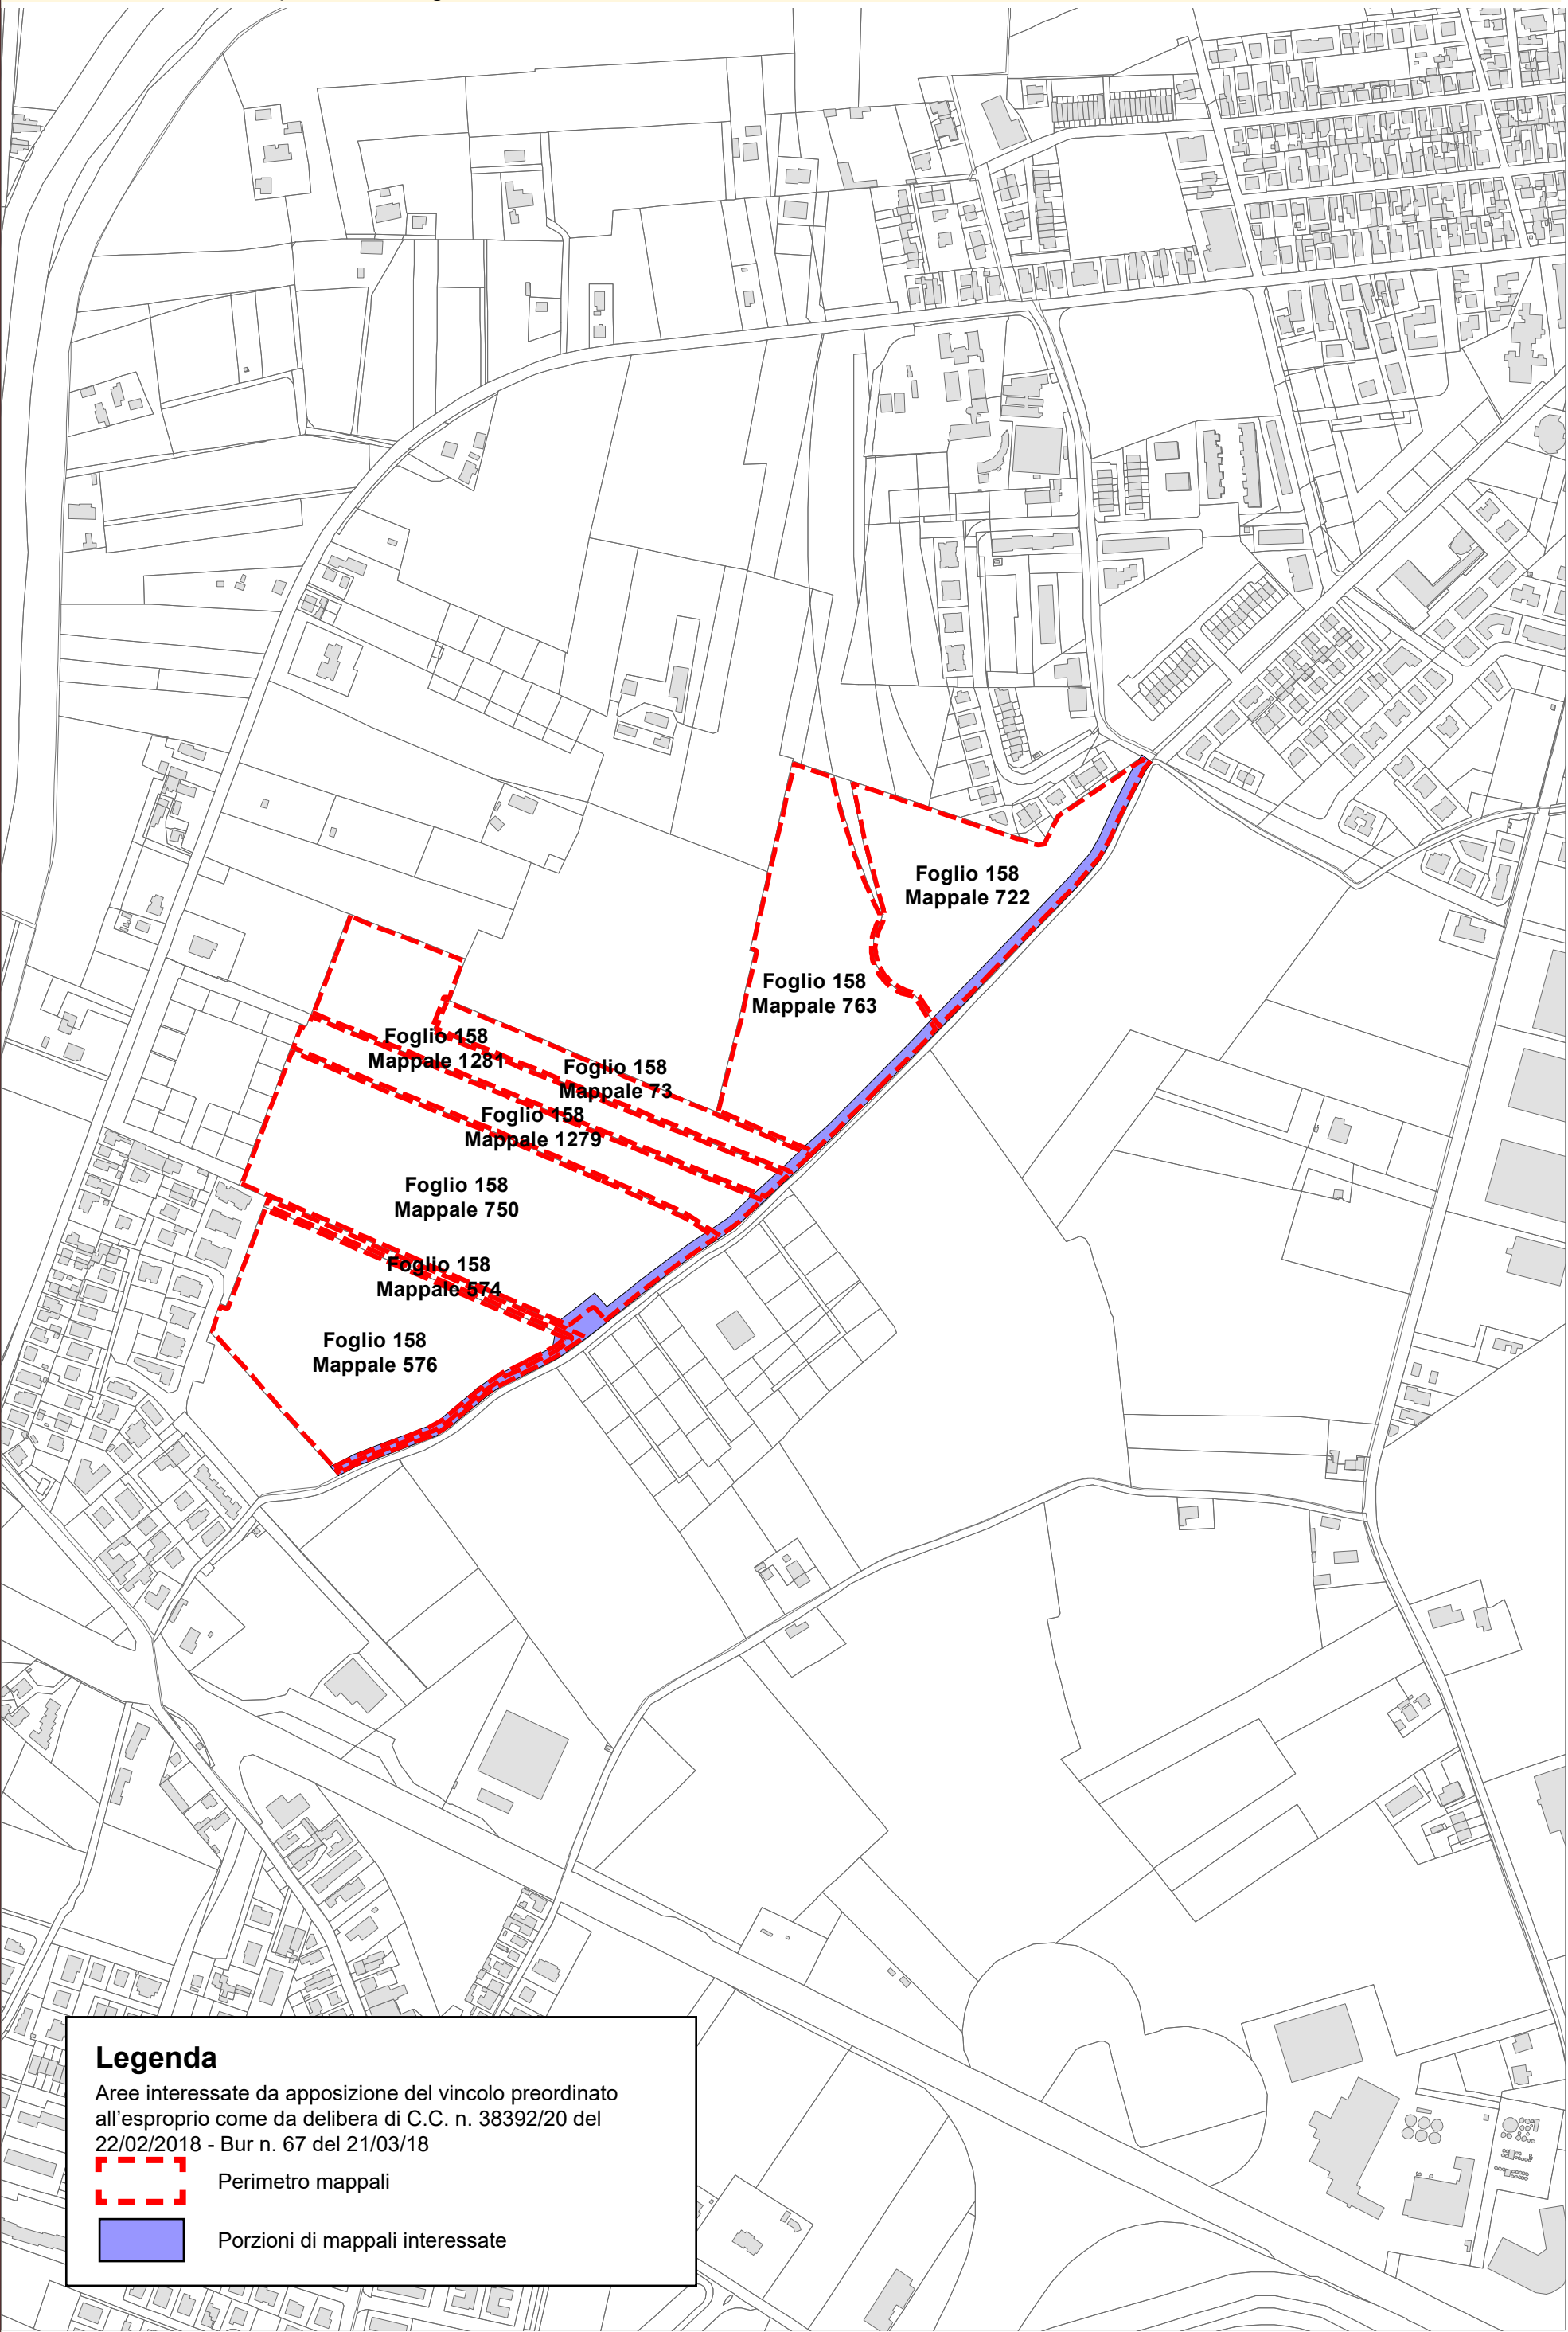 Foglio 158
Mappale 722
Foglio 158
Mappale 763
Foglio 158
Mappale 1281
Foglio 158
Mappale 73
Foglio 158
Mappale 1279
Foglio 158
Mappale 750
Foglio 158
Mappale 574
Foglio 158
Mappale 576
Legenda
Aree interessate da apposizione del vincolo preordinato
all'esproprio come da delibera di C.C. n. 38392/20 del
22/02/2018 - Bur n. 67 del 21/03/18
Perimetro mappali
Porzioni di mappali interessate